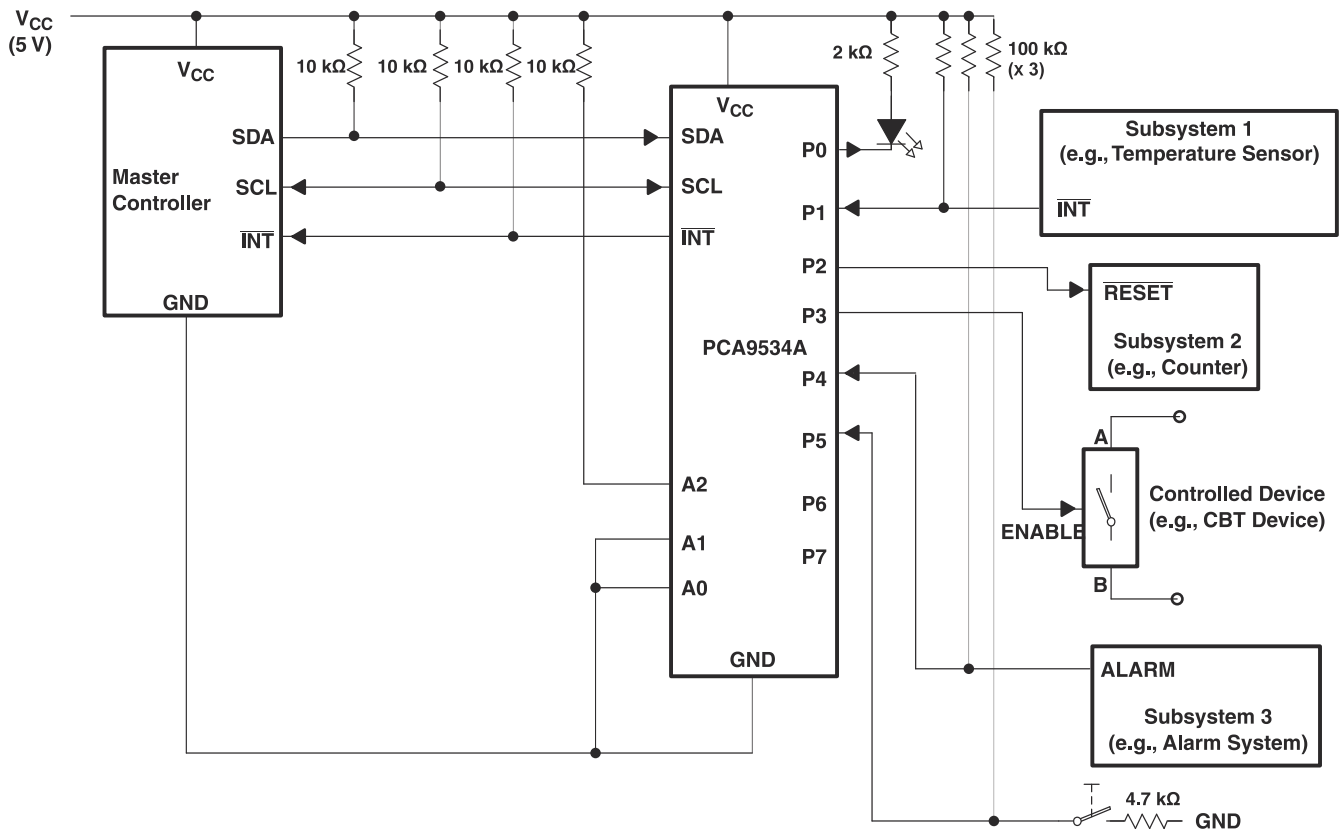 VCC
(5 V)
VCC
10 kΩ
10 kΩ
10 kΩ
10 kΩ
2 kΩ
100 kΩ
(x 3)
SDA
SCL
INT
Master
Controller
GND
VCC
SDA
SCL
INT
PCA9534A
A2
A1
A0
GND
P0
P1
P2
P3
P4
P5
P6
P7
Subsystem 1
(e.g., Temperature Sensor)
INT
RESET
Subsystem 2
(e.g., Counter)
A
ENABLE
B
Controlled Device
(e.g., CBT Device)
ALARM
Subsystem 3
(e.g., Alarm System)
4.7 kΩ
GND